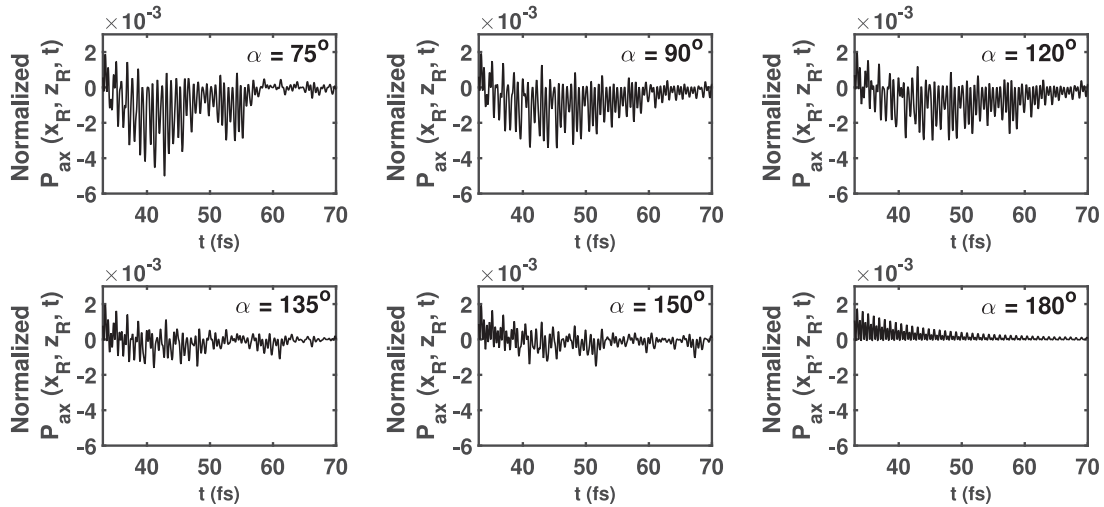 ×10⁻³
α = 75°
Normalized
P_ax (x_R, z_R, t)
2
0
-2
-4
-6
40 50 60 70
t (fs)
×10⁻³
α = 90°
Normalized
P_ax (x_R, z_R, t)
2
0
-2
-4
-6
40 50 60 70
t (fs)
×10⁻³
α = 120°
Normalized
P_ax (x_R, z_R, t)
2
0
-2
-4
-6
40 50 60 70
t (fs)
×10⁻³
α = 135°
Normalized
P_ax (x_R, z_R, t)
2
0
-2
-4
-6
40 50 60 70
t (fs)
×10⁻³
α = 150°
Normalized
P_ax (x_R, z_R, t)
2
0
-2
-4
-6
40 50 60 70
t (fs)
×10⁻³
α = 180°
Normalized
P_ax (x_R, z_R, t)
2
0
-2
-4
-6
40 50 60 70
t (fs)